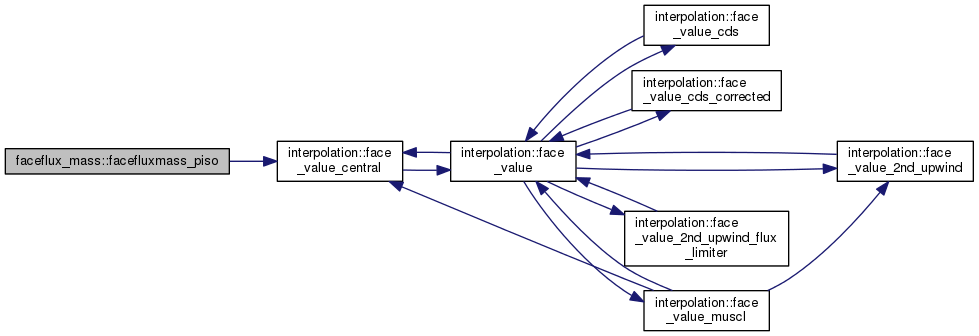 interpolation::face
_value_cds
interpolation::face
_value_cds_corrected
faceflux_mass::facefluxmass_piso
interpolation::face
_value_central
interpolation::face
_value
interpolation::face
_value_2nd_upwind
interpolation::face
_value_2nd_upwind_flux
_limiter
interpolation::face
_value_muscl